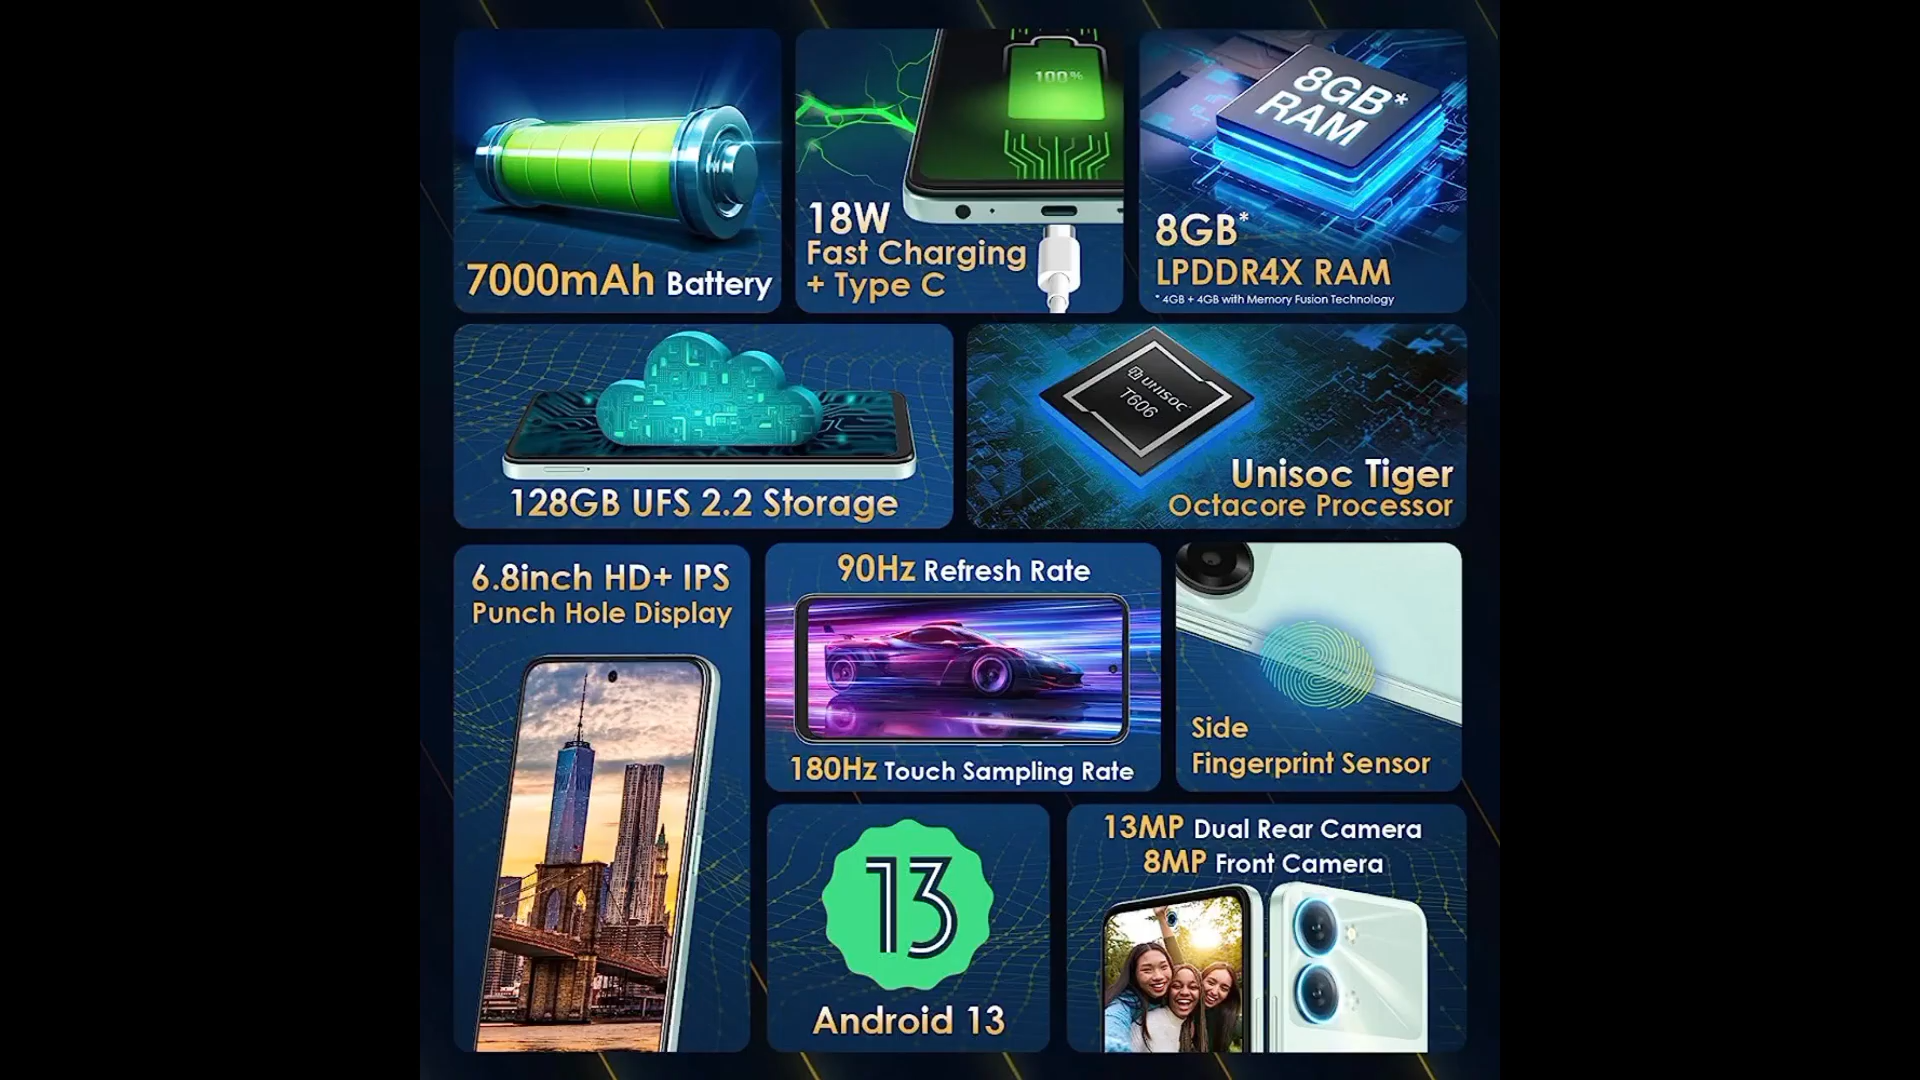 7000mAh Battery
100%
18W
Fast Charging
+ Type C
8GB*
RAM
8GB*
LPDDR4X RAM
* 4GB + 4GB with Memory Fusion Technology
128GB UFS 2.2 Storage
UNISOC
T606
Unisoc Tiger
Octacore Processor
6.8inch HD+ IPS
Punch Hole Display
90Hz Refresh Rate
180Hz Touch Sampling Rate
Side
Fingerprint Sensor
13
Android 13
13MP Dual Rear Camera
8MP Front Camera